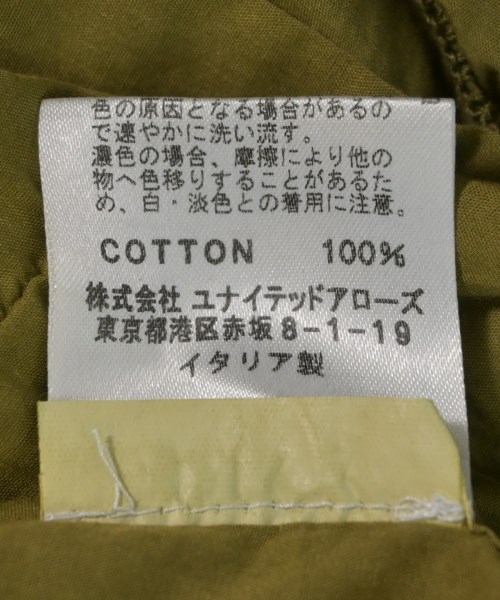 色の原因となる場合があるの
で速やかに洗い流す。
濃色の場合、摩擦により他の
物へ色移りすることがあるた
め、白・淡色との着用に注意。
COTTON 100%
株式会社 ユナイテッドアローズ
東京都港区赤坂8-1-19
イタリア製